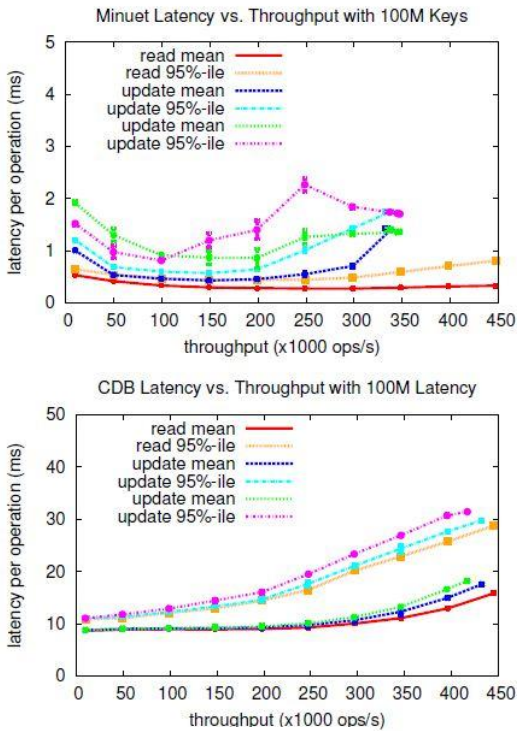 Minuet Latency vs. Throughput with 100M Keys
latency per operation (ms)
5
4
3
2
1
0
read mean
read 95%-ile
update mean
update 95%-ile
update mean
update 95%-ile
0 50 100 150 200 250 300 350 400 450
throughput (x1000 ops/s)
CDB Latency vs. Throughput with 100M Latency
latency per operation (ms)
50
40
30
20
10
0
read mean
read 95%-ile
update mean
update 95%-ile
update mean
update 95%-ile
0 50 100 150 200 250 300 350 400 450
throughput (x1000 ops/s)